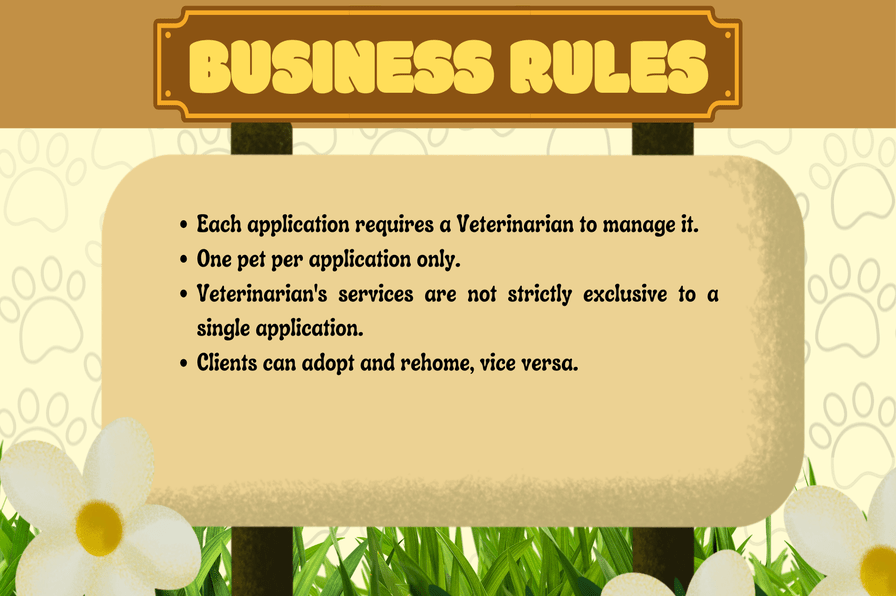 BUSINESS RULES
• Each application requires a Veterinarian to manage it.
• One pet per application only.
• Veterinarian's services are not strictly exclusive to a
single application.
• Clients can adopt and rehome, vice versa.